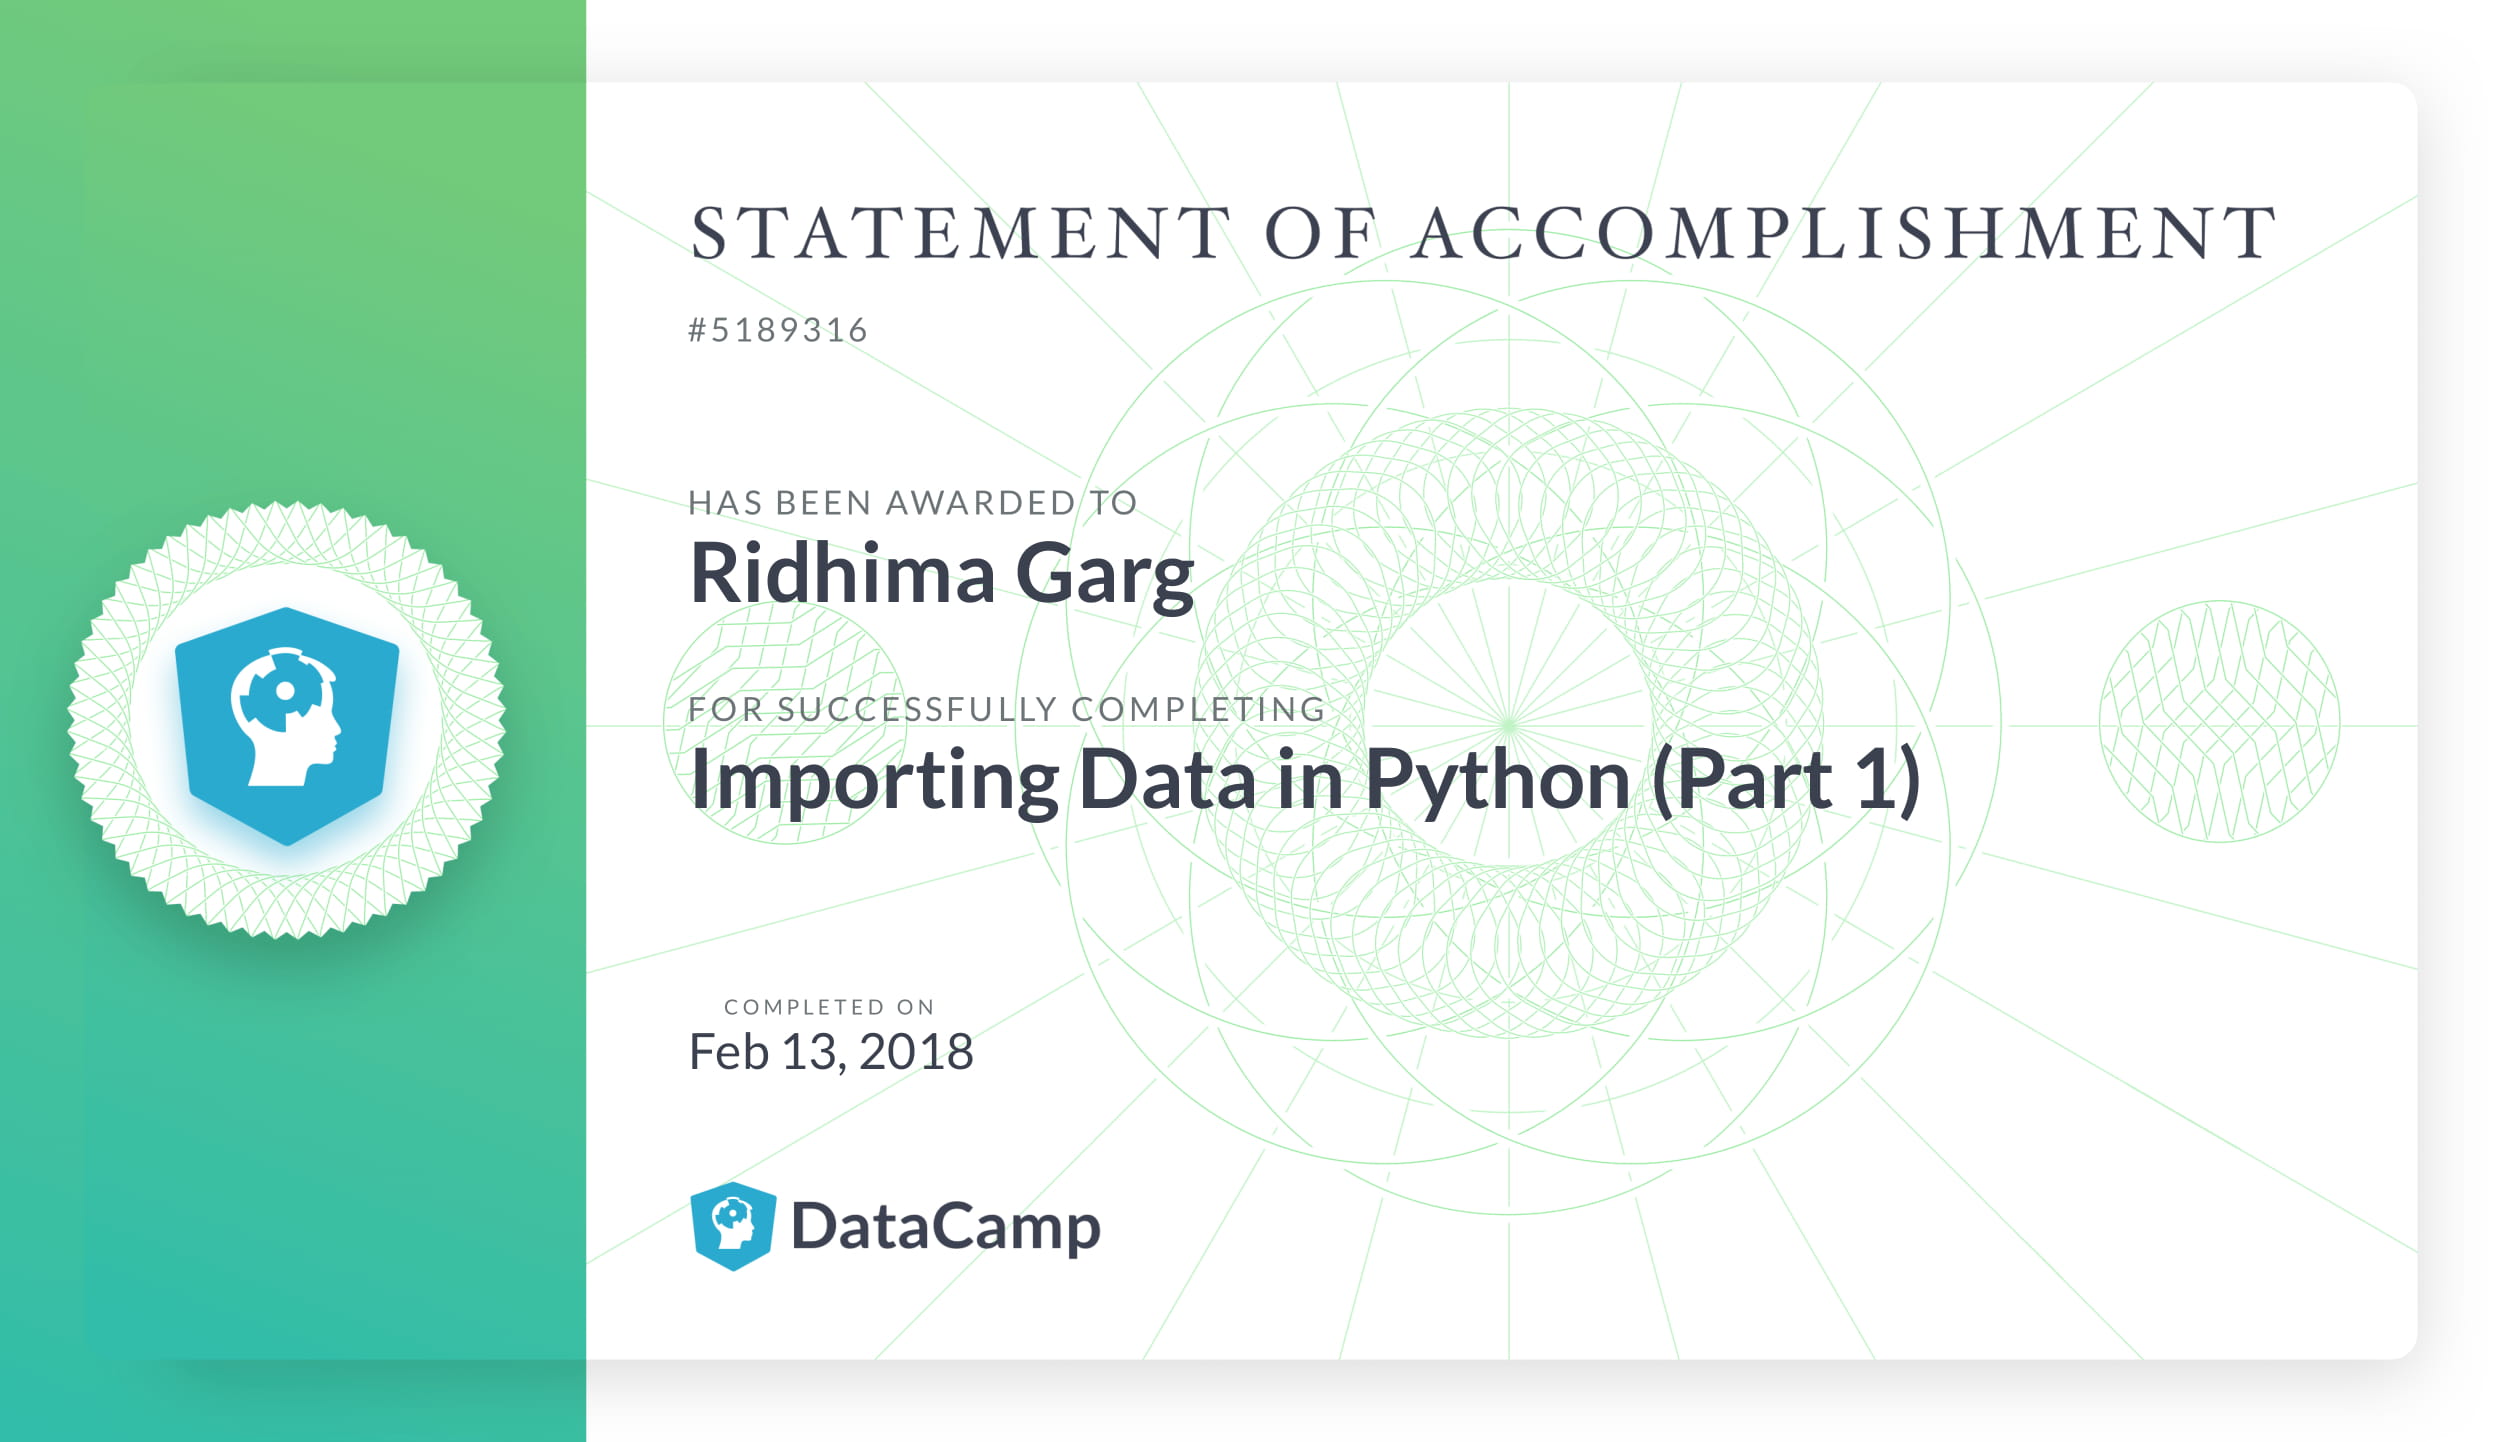 STATEMENT OF ACCOMPLISHMENT
#5189316
HAS BEEN AWARDED TO
Ridhima Garg
FOR SUCCESSFULLY COMPLETING
Importing Data in Python (Part 1)
COMPLETED ON
Feb 13, 2018
DataCamp